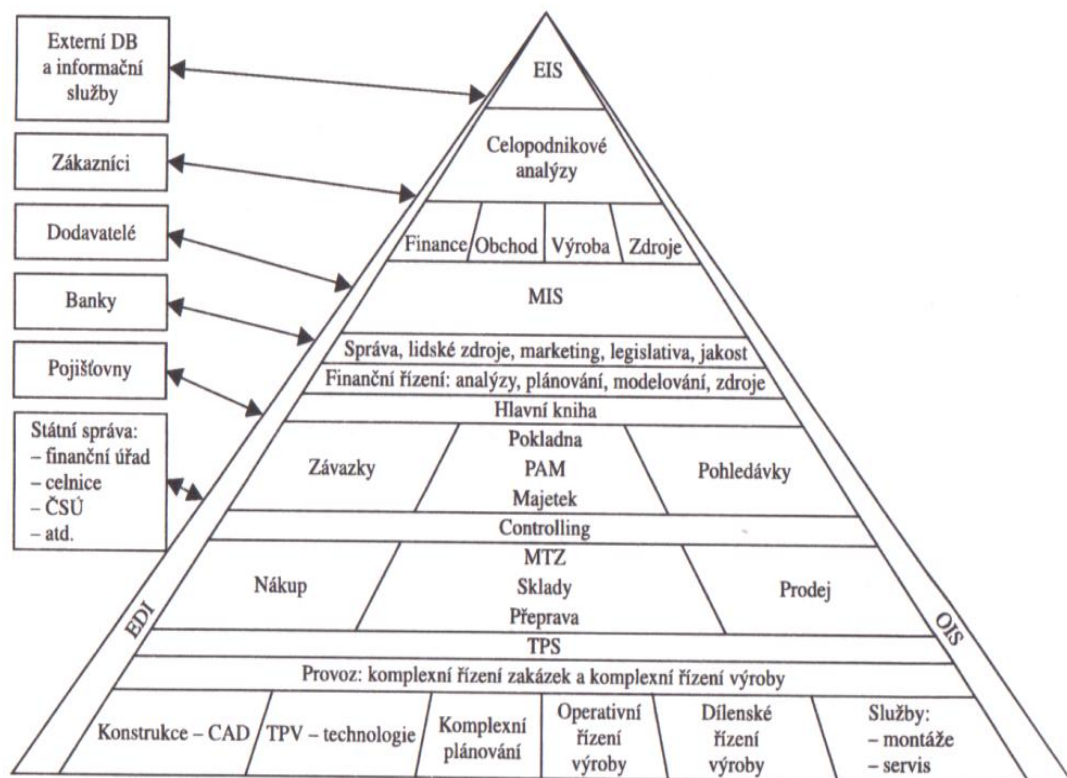 Externí DB
a informační
služby
Zákazníci
Dodavatelé
Banky
Pojišťovny
Státní správa:
– finanční úřad
– celnice
– ČSÚ
– atd.
EIS
Celopodnikové
analýzy
Finance
Obchod
Výroba
Zdroje
MIS
Správa, lidské zdroje, marketing, legislativa, jakost
Finanční řízení: analýzy, plánování, modelování, zdroje
Hlavní kniha
Závazky
Pokladna
PAM
Majetek
Pohledávky
Controlling
Nákup
MTZ
Sklady
Přeprava
Prodej
EDI
OIS
TPS
Provoz: komplexní řízení zakázek a komplexní řízení výroby
Konstrukce – CAD
TPV – technologie
Komplexní
plánování
Operativní
řízení
výroby
Dílenské
řízení
výroby
Služby:
– montáže
– servis